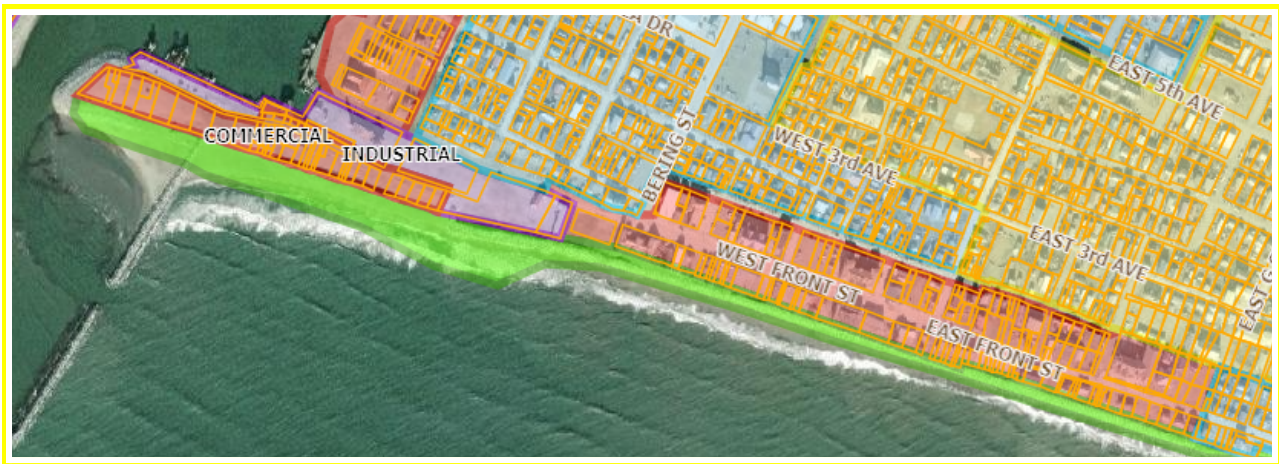 EAST 5th AVE
COMMERCIAL
INDUSTRIAL
BERING ST
WEST 3rd AVE
EAST 3rd AVE
WEST FRONT ST
EAST FRONT ST